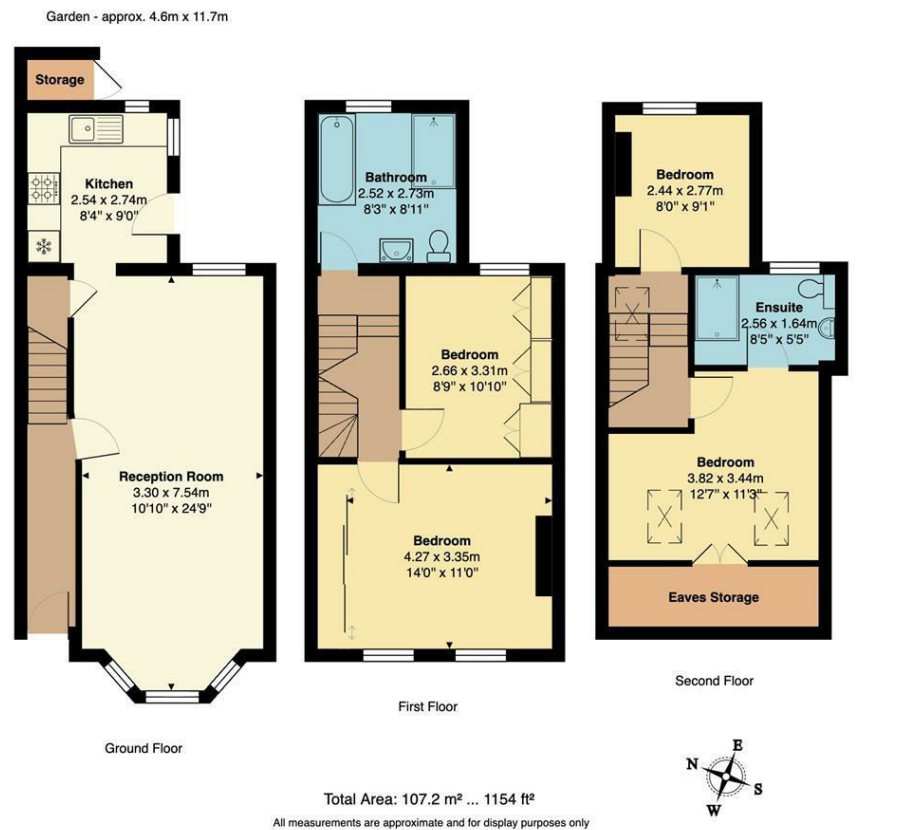 Garden - approx. 4.6m x 11.7m
Storage
Kitchen
2.54 x 2.74m
8'4" x 9'0"
Reception Room
3.30 x 7.54m
10'10" x 24'9"
Ground Floor
Bathroom
2.52 x 2.73m
8'3" x 8'11"
Bedroom
2.66 x 3.31m
8'9" x 10'10"
Bedroom
4.27 x 3.35m
14'0" x 11'0"
First Floor
Bedroom
2.44 x 2.77m
8'0" x 9'1"
Ensuite
2.56 x 1.64m
8'5" x 5'5"
Bedroom
3.82 x 3.44m
12'7" x 11'3"
Eaves Storage
Second Floor
E
N
S
W
Total Area: 107.2 m² ... 1154 ft²
All measurements are approximate and for display purposes only